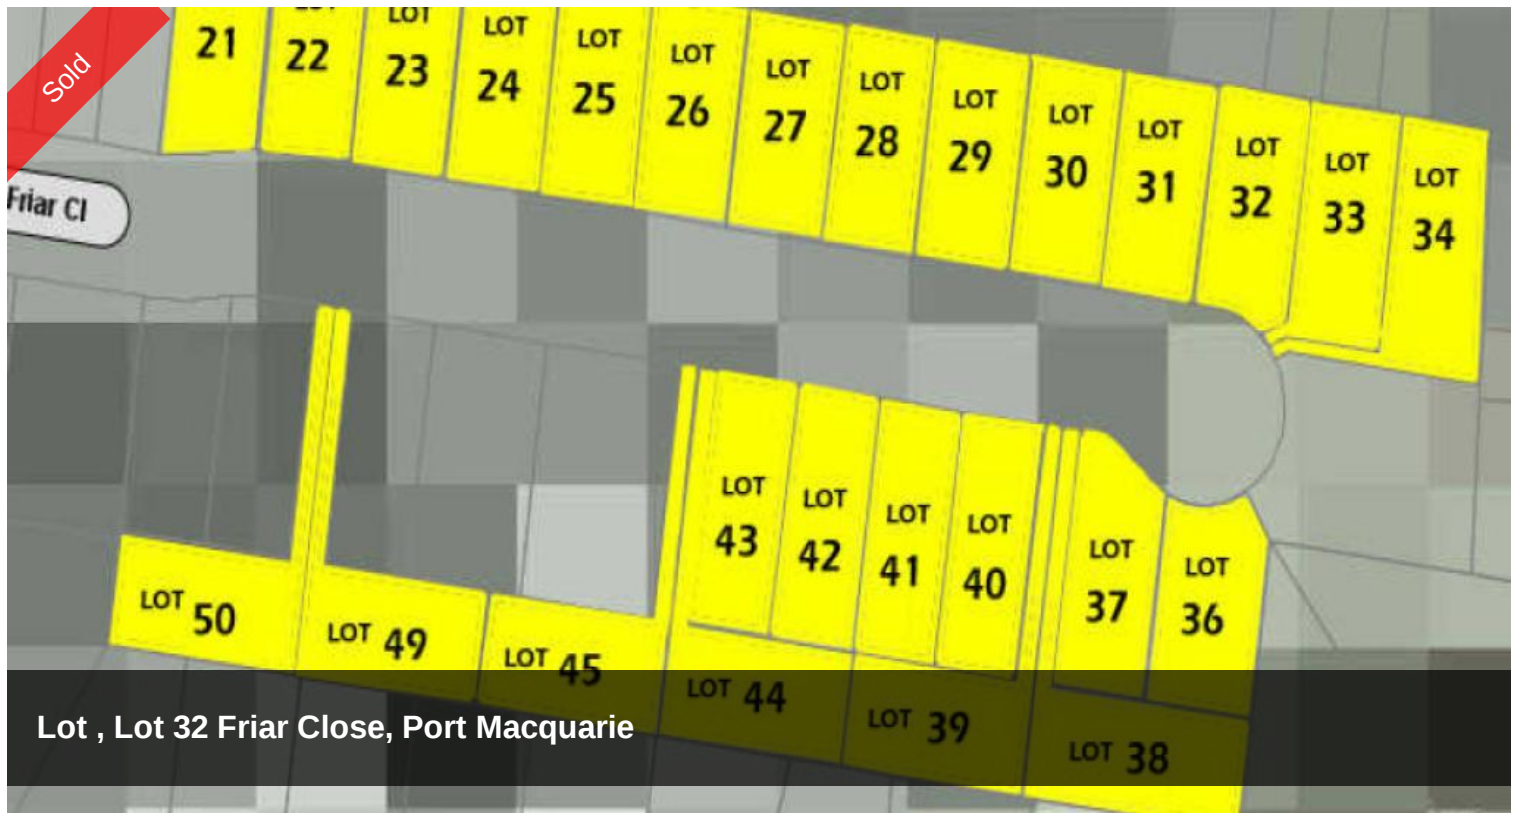 Sold
21
22
LOT
23
LOT
24
LOT
25
LOT
26
LOT
27
LOT
28
LOT
29
LOT
30
LOT
31
LOT
32
LOT
33
LOT
34
Friar Cl
LOT
43
LOT
42
LOT
41
LOT
40
LOT
37
LOT
36
LOT 50
LOT 49
LOT 45
LOT 44
LOT 39
LOT 38
Lot , Lot 32 Friar Close, Port Macquarie